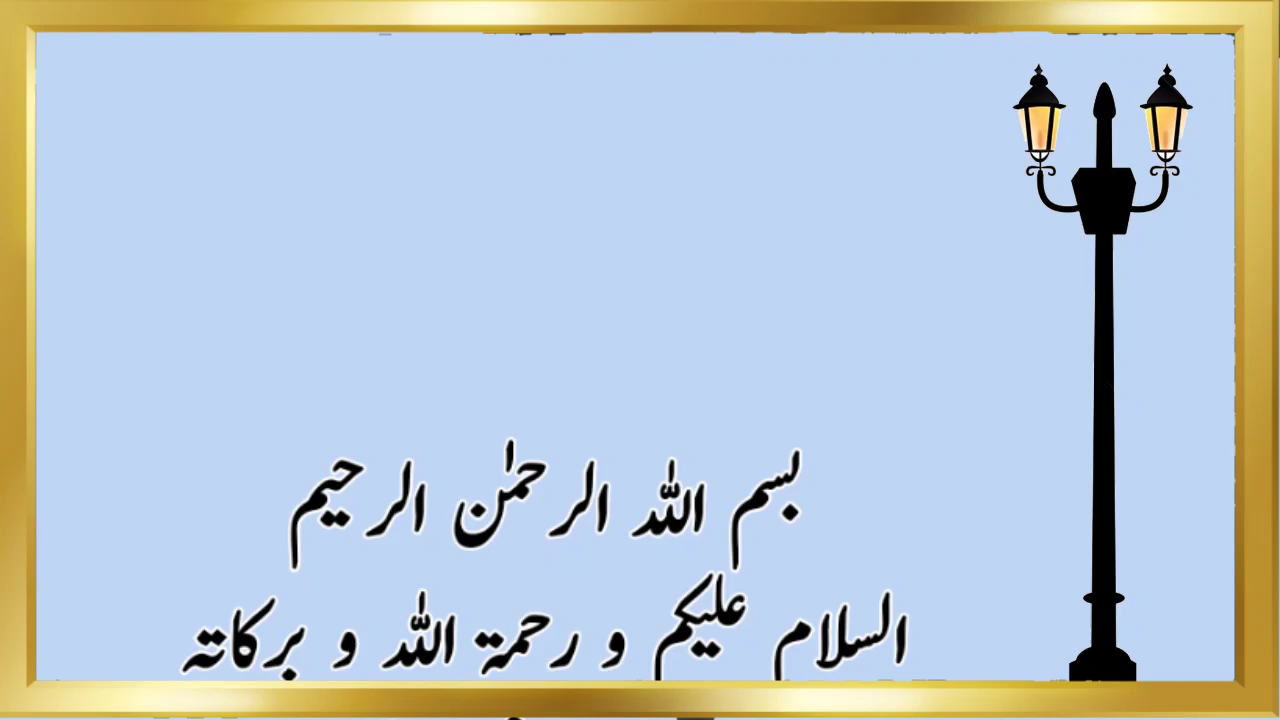 بسم اللہ الرحمٰن الرحیم
السلام علیکم و رحمۃ اللہ و برکاتہ